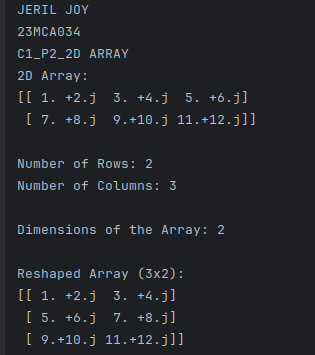 JERIL JOY
23MCA034
C1_P2_2D ARRAY
2D Array:
[[ 1. +2.j  3. +4.j  5. +6.j]
 [ 7. +8.j  9.+10.j 11.+12.j]]
Number of Rows: 2
Number of Columns: 3
Dimensions of the Array: 2
Reshaped Array (3x2):
[[ 1. +2.j  3. +4.j]
 [ 5. +6.j  7. +8.j]
 [ 9.+10.j 11.+12.j]]